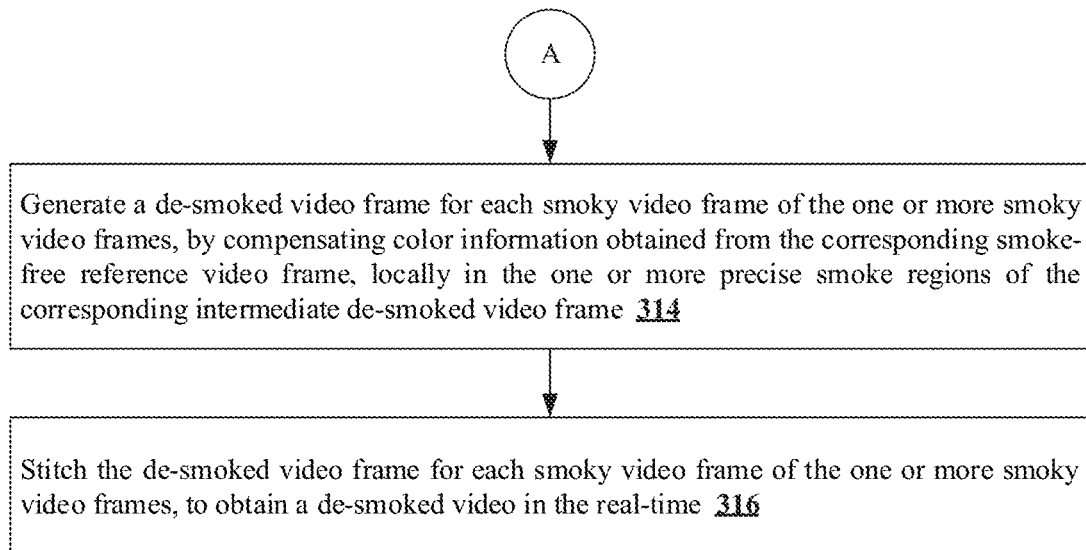 A
Generate a de-smoked video frame for each smoky video frame of the one or more smoky
video frames, by compensating color information obtained from the corresponding smoke-
free reference video frame, locally in the one or more precise smoke regions of the
corresponding intermediate de-smoked video frame 314
Stitch the de-smoked video frame for each smoky video frame of the one or more smoky
video frames, to obtain a de-smoked video in the real-time 316